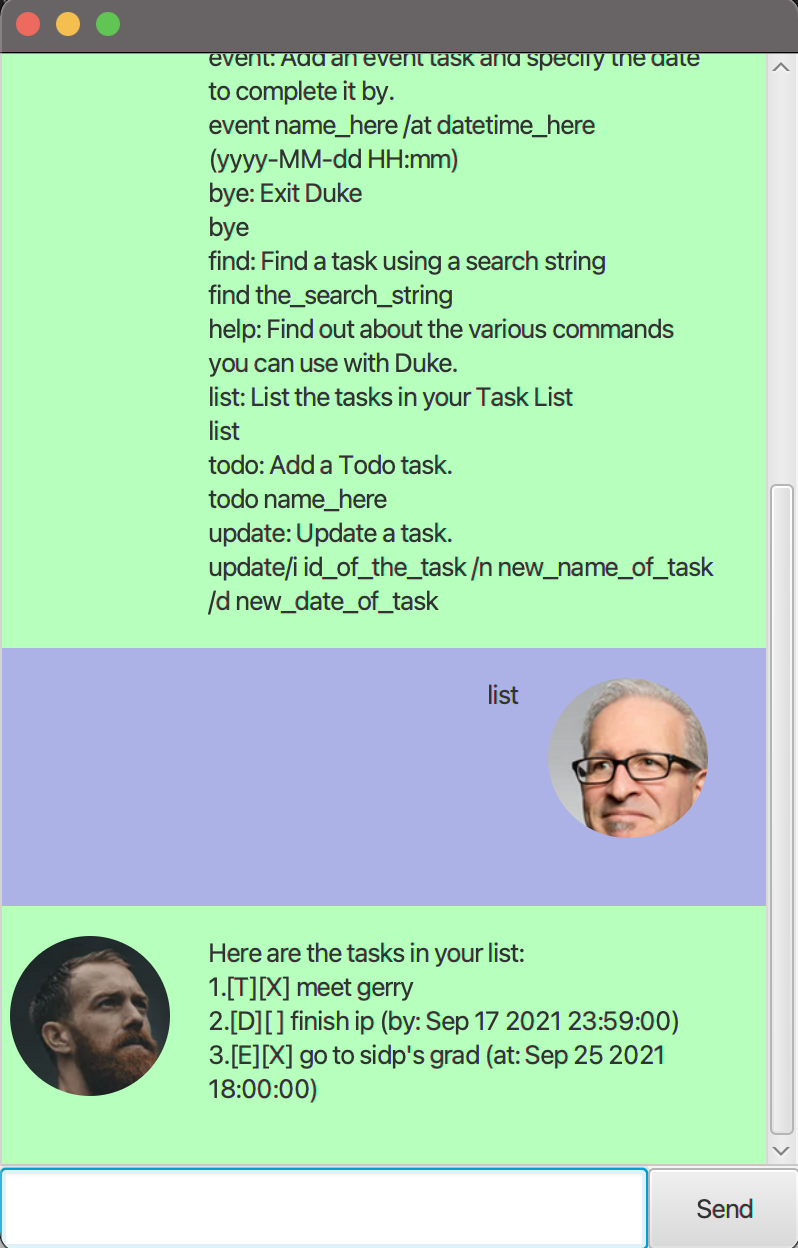 event: Add an event task and specify the date
to complete it by.
event name_here /at datetime_here
(yyyy-MM-dd HH:mm)
bye: Exit Duke
bye
find: Find a task using a search string
find the_search_string
help: Find out about the various commands
you can use with Duke.
list: List the tasks in your Task List
list
todo: Add a Todo task.
todo name_here
update: Update a task.
update/i id_of_the_task /n new_name_of_task
/d new_date_of_task
list
Here are the tasks in your list:
1.[T][X] meet gerry
2.[D][ ] finish ip (by: Sep 17 2021 23:59:00)
3.[E][X] go to sidp's grad (at: Sep 25 2021
18:00:00)
Send